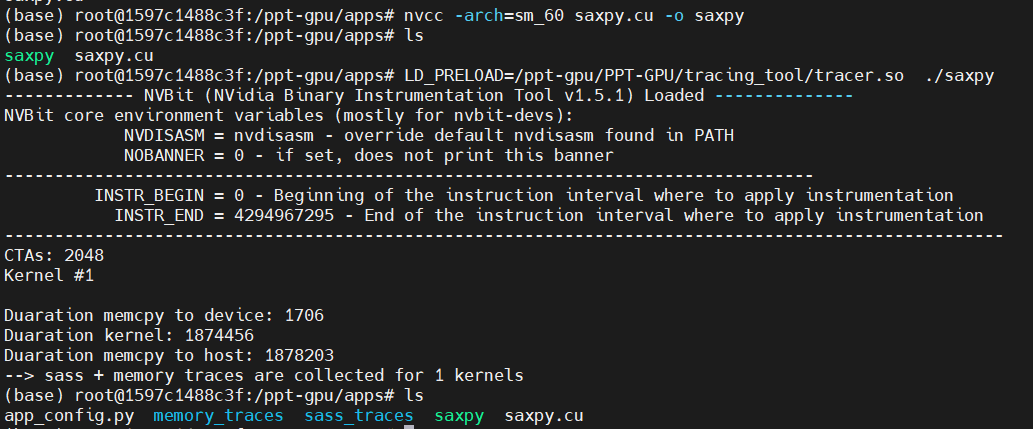 (base) root@1597c1488c3f:/ppt-gpu/apps# nvcc -arch=sm_60 saxpy.cu -o saxpy
(base) root@1597c1488c3f:/ppt-gpu/apps# ls
saxpy  saxpy.cu
(base) root@1597c1488c3f:/ppt-gpu/apps# LD_PRELOAD=/ppt-gpu/PPT-GPU/tracing_tool/tracer.so  ./saxpy
------------- NVBit (NVidia Binary Instrumentation Tool v1.5.1) Loaded --------------
NVBit core environment variables (mostly for nvbit-devs):
            NVDISASM = nvdisasm - override default nvdisasm found in PATH
            NOBANNER = 0 - if set, does not print this banner
---------------------------------------------------------------------------------
         INSTR_BEGIN = 0 - Beginning of the instruction interval where to apply instrumentation
           INSTR_END = 4294967295 - End of the instruction interval where to apply instrumentation
----------------------------------------------------------------------------------------------------
CTAs: 2048
Kernel #1
Duaration memcpy to device: 1706
Duaration kernel: 1874456
Duaration memcpy to host: 1878203
--> sass + memory traces are collected for 1 kernels
(base) root@1597c1488c3f:/ppt-gpu/apps# ls
app_config.py  memory_traces  sass_traces  saxpy  saxpy.cu